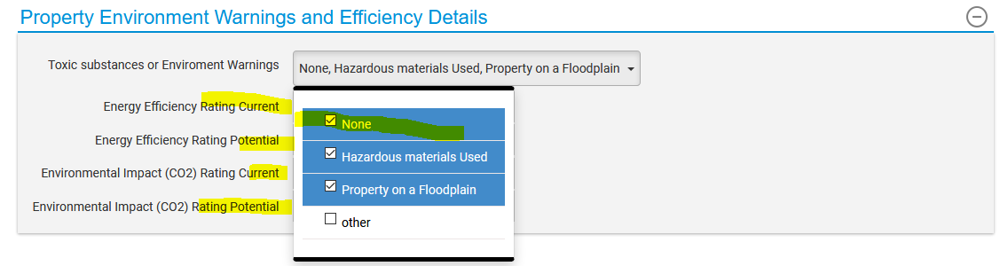 Property Environment Warnings and Efficiency Details
Toxic substances or Enviroment Warnings
None, Hazardous materials Used, Property on a Floodplain
Energy Efficiency Rating Current
None
Energy Efficiency Rating Potential
Hazardous materials Used
Environmental Impact (CO2) Rating Current
Property on a Floodplain
Environmental Impact (CO2) Rating Potential
other